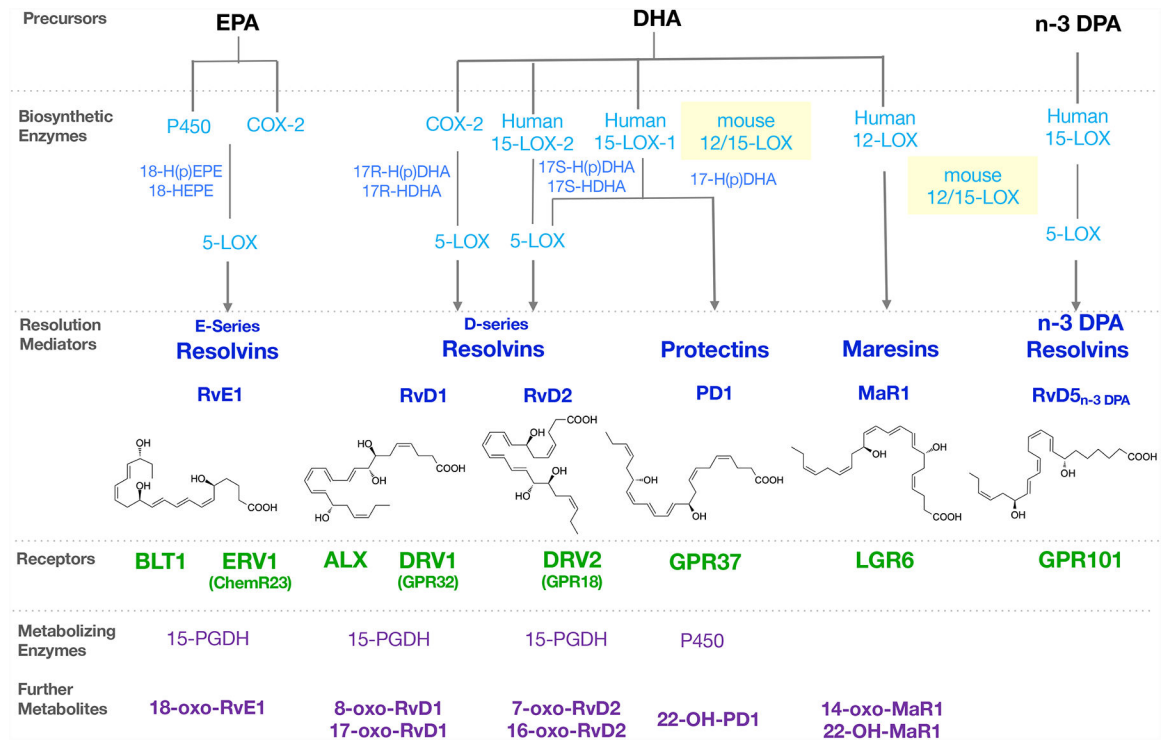 Precursors
EPA
DHA
n-3 DPA
Biosynthetic
Enzymes
P450
COX-2
COX-2
Human
15-LOX-2
Human
15-LOX-1
mouse
12/15-LOX
Human
12-LOX
Human
15-LOX
18-H(p)EPE
18-HEPE
17R-H(p)DHA
17R-HDHA
17S-H(p)DHA
17S-HDHA
17-H(p)DHA
mouse
12/15-LOX
5-LOX
5-LOX
5-LOX
5-LOX
Resolution
Mediators
E-Series
Resolvins
D-series
Resolvins
Protectins
Maresins
n-3 DPA
Resolvins
RvE1
RvD1
RvD2
PD1
MaR1
RvD5n-3 DPA
OH
OH
OH
COOH
HO
OH
COOH
HO
COOH
OH
OH
HO
OH
COOH
OH
OH
OH
COOH
COOH
OH
OH
Receptors
BLT1
ERV1
(ChemR23)
ALX
DRV1
(GPR32)
DRV2
(GPR18)
GPR37
LGR6
GPR101
Metabolizing
Enzymes
15-PGDH
15-PGDH
15-PGDH
P450
Further
Metabolites
18-oxo-RvE1
8-oxo-RvD1
17-oxo-RvD1
7-oxo-RvD2
16-oxo-RvD2
22-OH-PD1
14-oxo-MaR1
22-OH-MaR1